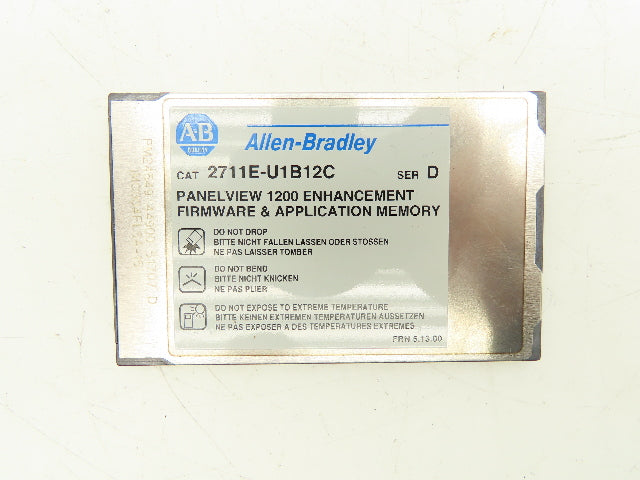 AB
Allen-Bradley
CAT 2711E-U1B12C SER D
PANELVIEW 1200 ENHANCEMENT
FIRMWARE & APPLICATION MEMORY
DO NOT DROP
BITTE NICHT FALLEN LASSEN ODER STOSSEN
NE PAS LAISSER TOMBER
DO NOT BEND
BITTE NICHT KNICKEN
NE PAS PLIER
DO NOT EXPOSE TO EXTREME TEMPERATURE
BITTE KEINEN EXTREMEN TEMPERATUREN AUSSETZEN
NE PAS EXPOSER A DES TEMPERATURES EXTREMES
FRN 5.13.00